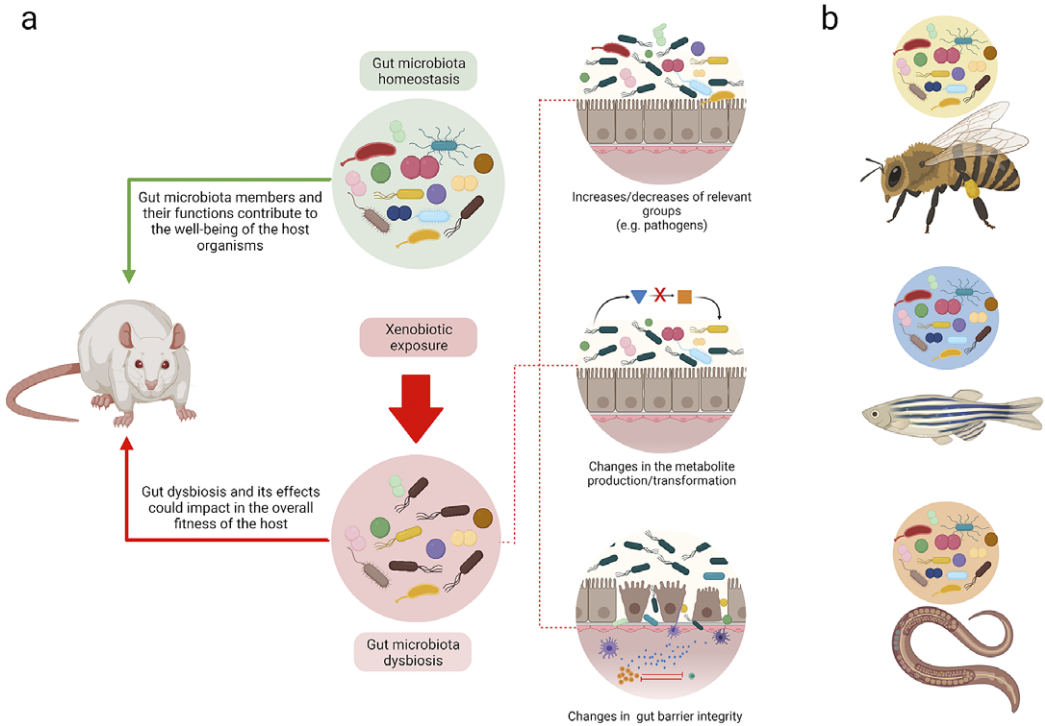 a
b
Gut microbiota
homeostasis
Gut microbiota members and
their functions contribute to
the well-being of the host
organisms
Increases/decreases of relevant
groups
(e.g. pathogens)
X
Xenobiotic
exposure
Changes in the metabolite
production/transformation
Gut dysbiosis and its effects
could impact in the overall
fitness of the host
Gut microbiota
dysbiosis
Changes in gut barrier integrity